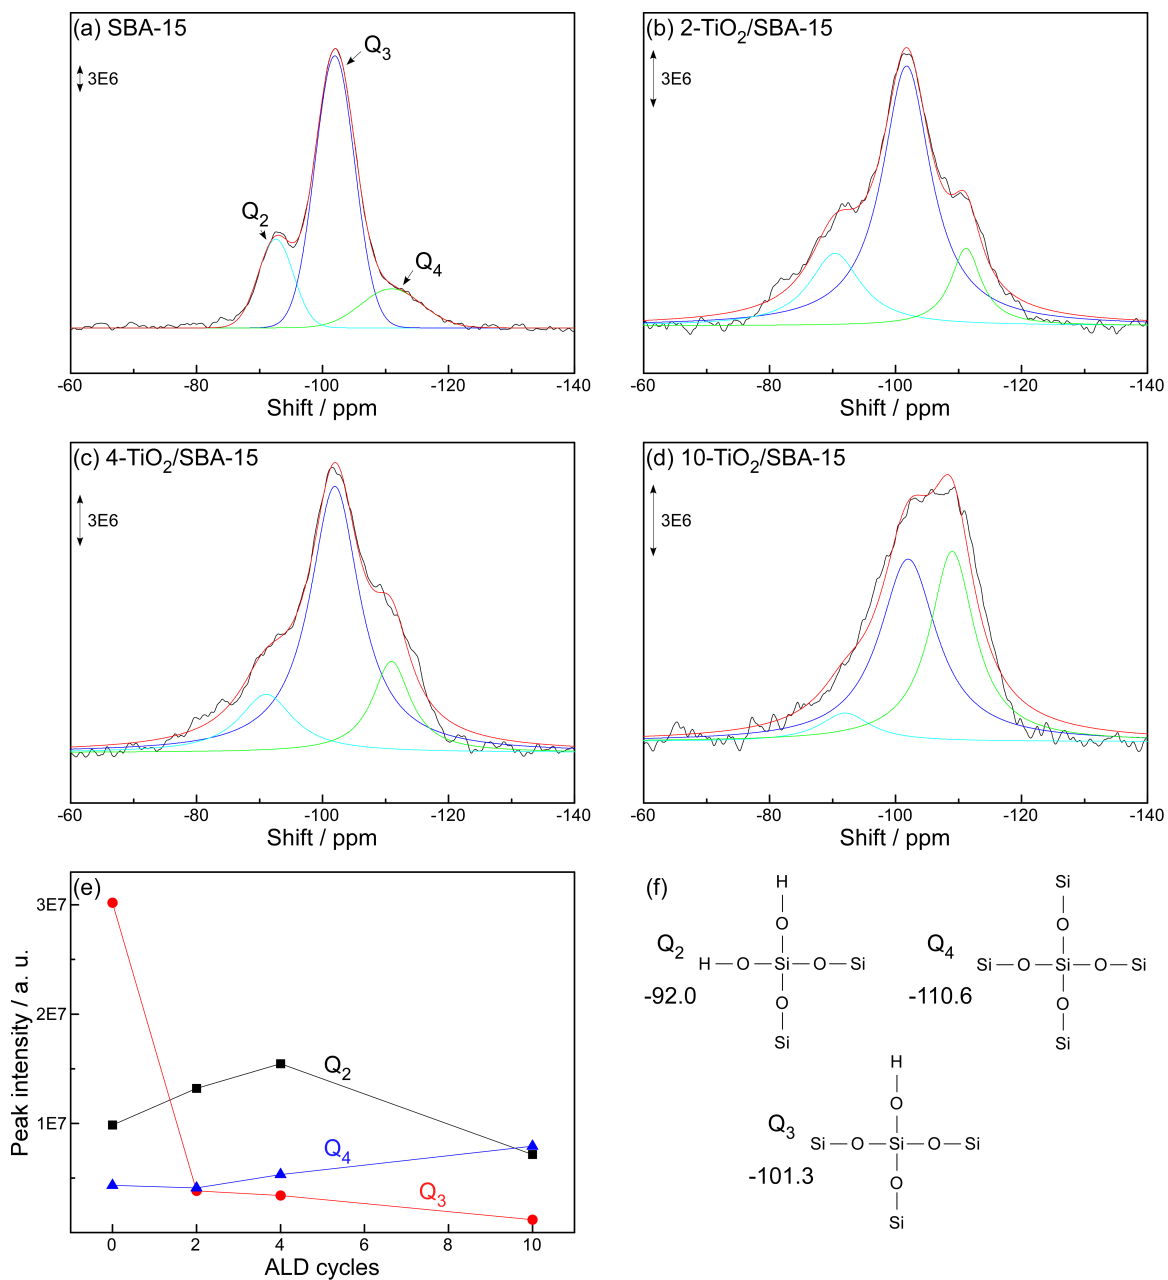 (a) SBA-15
3E6
Q3
Q2
Q4
-60 -80 -100 -120 -140
Shift / ppm
(b) 2-TiO2/SBA-15
3E6
-60 -80 -100 -120 -140
Shift / ppm
(c) 4-TiO2/SBA-15
3E6
-60 -80 -100 -120 -140
Shift / ppm
(d) 10-TiO2/SBA-15
3E6
-60 -80 -100 -120 -140
Shift / ppm
(e)
Peak intensity / a. u.
3E7
2E7
1E7
Q2
Q4
Q3
0 2 4 6 8 10
ALD cycles
(f)
Q2
-92.0
H
O
H O Si O Si
O
Si
Q4
-110.6
Si
O
Si O Si O Si
O
Si
Q3
-101.3
H
O
Si O Si O Si
O
Si